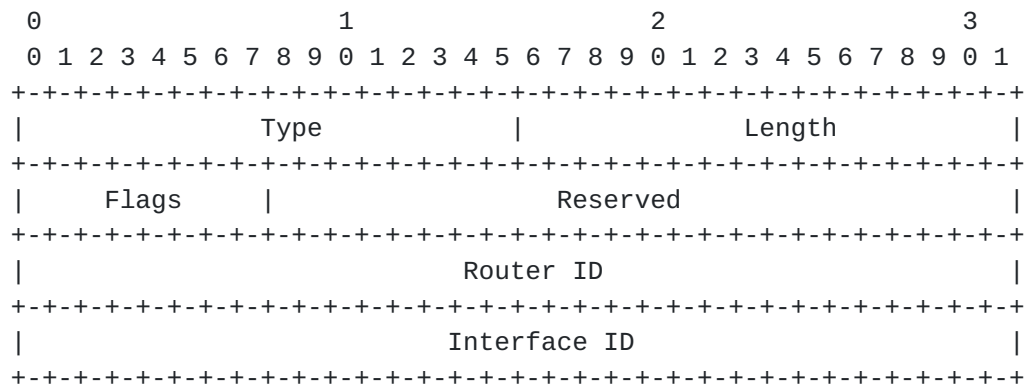 0                   1                   2                   3
 0 1 2 3 4 5 6 7 8 9 0 1 2 3 4 5 6 7 8 9 0 1 2 3 4 5 6 7 8 9 0 1
+-+-+-+-+-+-+-+-+-+-+-+-+-+-+-+-+-+-+-+-+-+-+-+-+-+-+-+-+-+-+-+-+
|               Type            |              Length           |
+-+-+-+-+-+-+-+-+-+-+-+-+-+-+-+-+-+-+-+-+-+-+-+-+-+-+-+-+-+-+-+-+
|     Flags     |                  Reserved                     |
+-+-+-+-+-+-+-+-+-+-+-+-+-+-+-+-+-+-+-+-+-+-+-+-+-+-+-+-+-+-+-+-+
|                            Router ID                          |
+-+-+-+-+-+-+-+-+-+-+-+-+-+-+-+-+-+-+-+-+-+-+-+-+-+-+-+-+-+-+-+-+
|                           Interface ID                        |
+-+-+-+-+-+-+-+-+-+-+-+-+-+-+-+-+-+-+-+-+-+-+-+-+-+-+-+-+-+-+-+-+